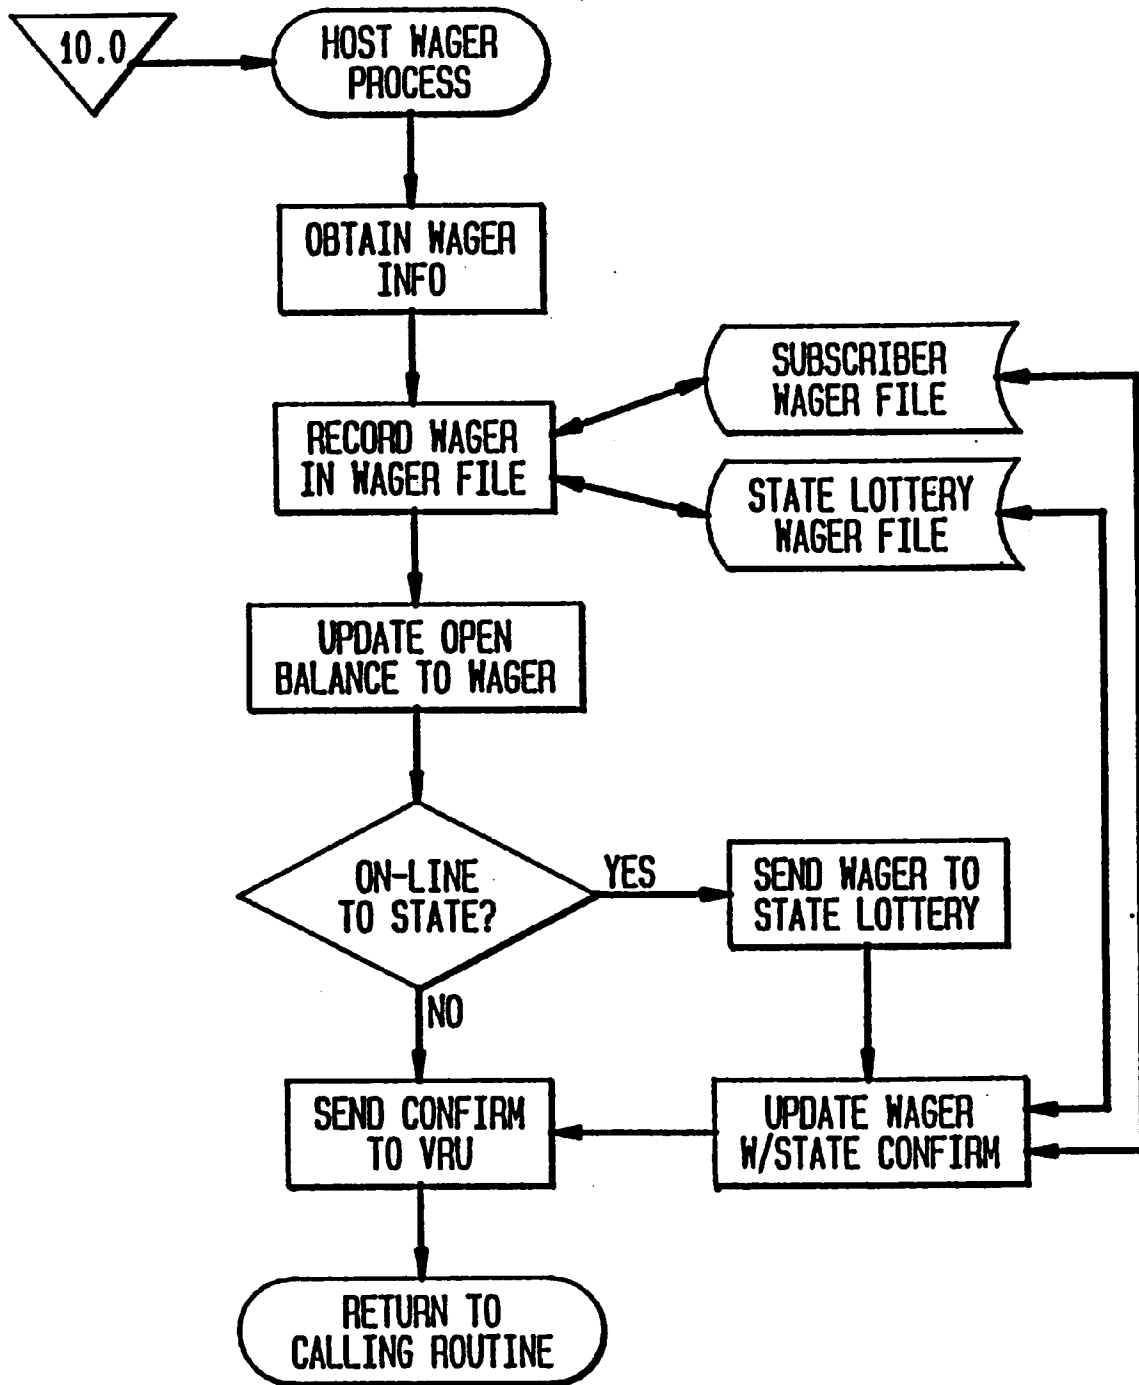 10.0
HOST WAGER
PROCESS
OBTAIN WAGER
INFO
SUBSCRIBER
WAGER FILE
RECORD WAGER
IN WAGER FILE
STATE LOTTERY
WAGER FILE
UPDATE OPEN
BALANCE TO WAGER
ON-LINE
TO STATE?
YES
SEND WAGER TO
STATE LOTTERY
NO
SEND CONFIRM
TO VRU
UPDATE WAGER
W/STATE CONFIRM
RETURN TO
CALLING ROUTINE